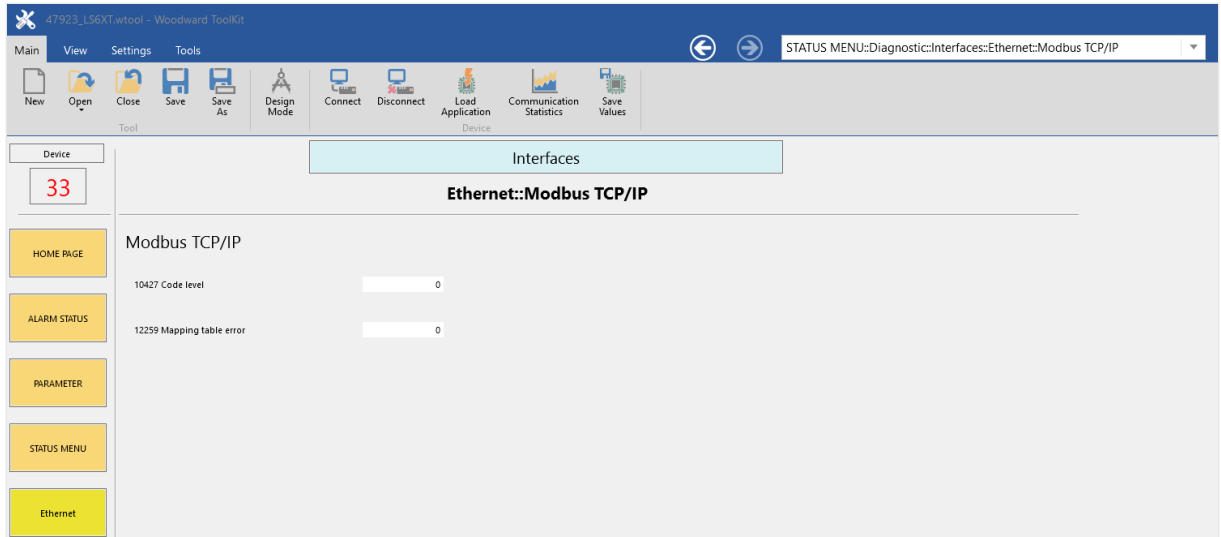 47923_LS6XT.wtool - Woodward ToolKit
Main View Settings Tools
STATUS MENU::Diagnostic::Interfaces::Ethernet::Modbus TCP/IP
New Open Close Save Save As Design Mode Connect Disconnect Load Application Communication Statistics Save Values
Tool Device
Device
Interfaces
33
Ethernet::Modbus TCP/IP
HOME PAGE
Modbus TCP/IP
10427 Code level 0
ALARM STATUS
12259 Mapping table error 0
PARAMETER
STATUS MENU
Ethernet